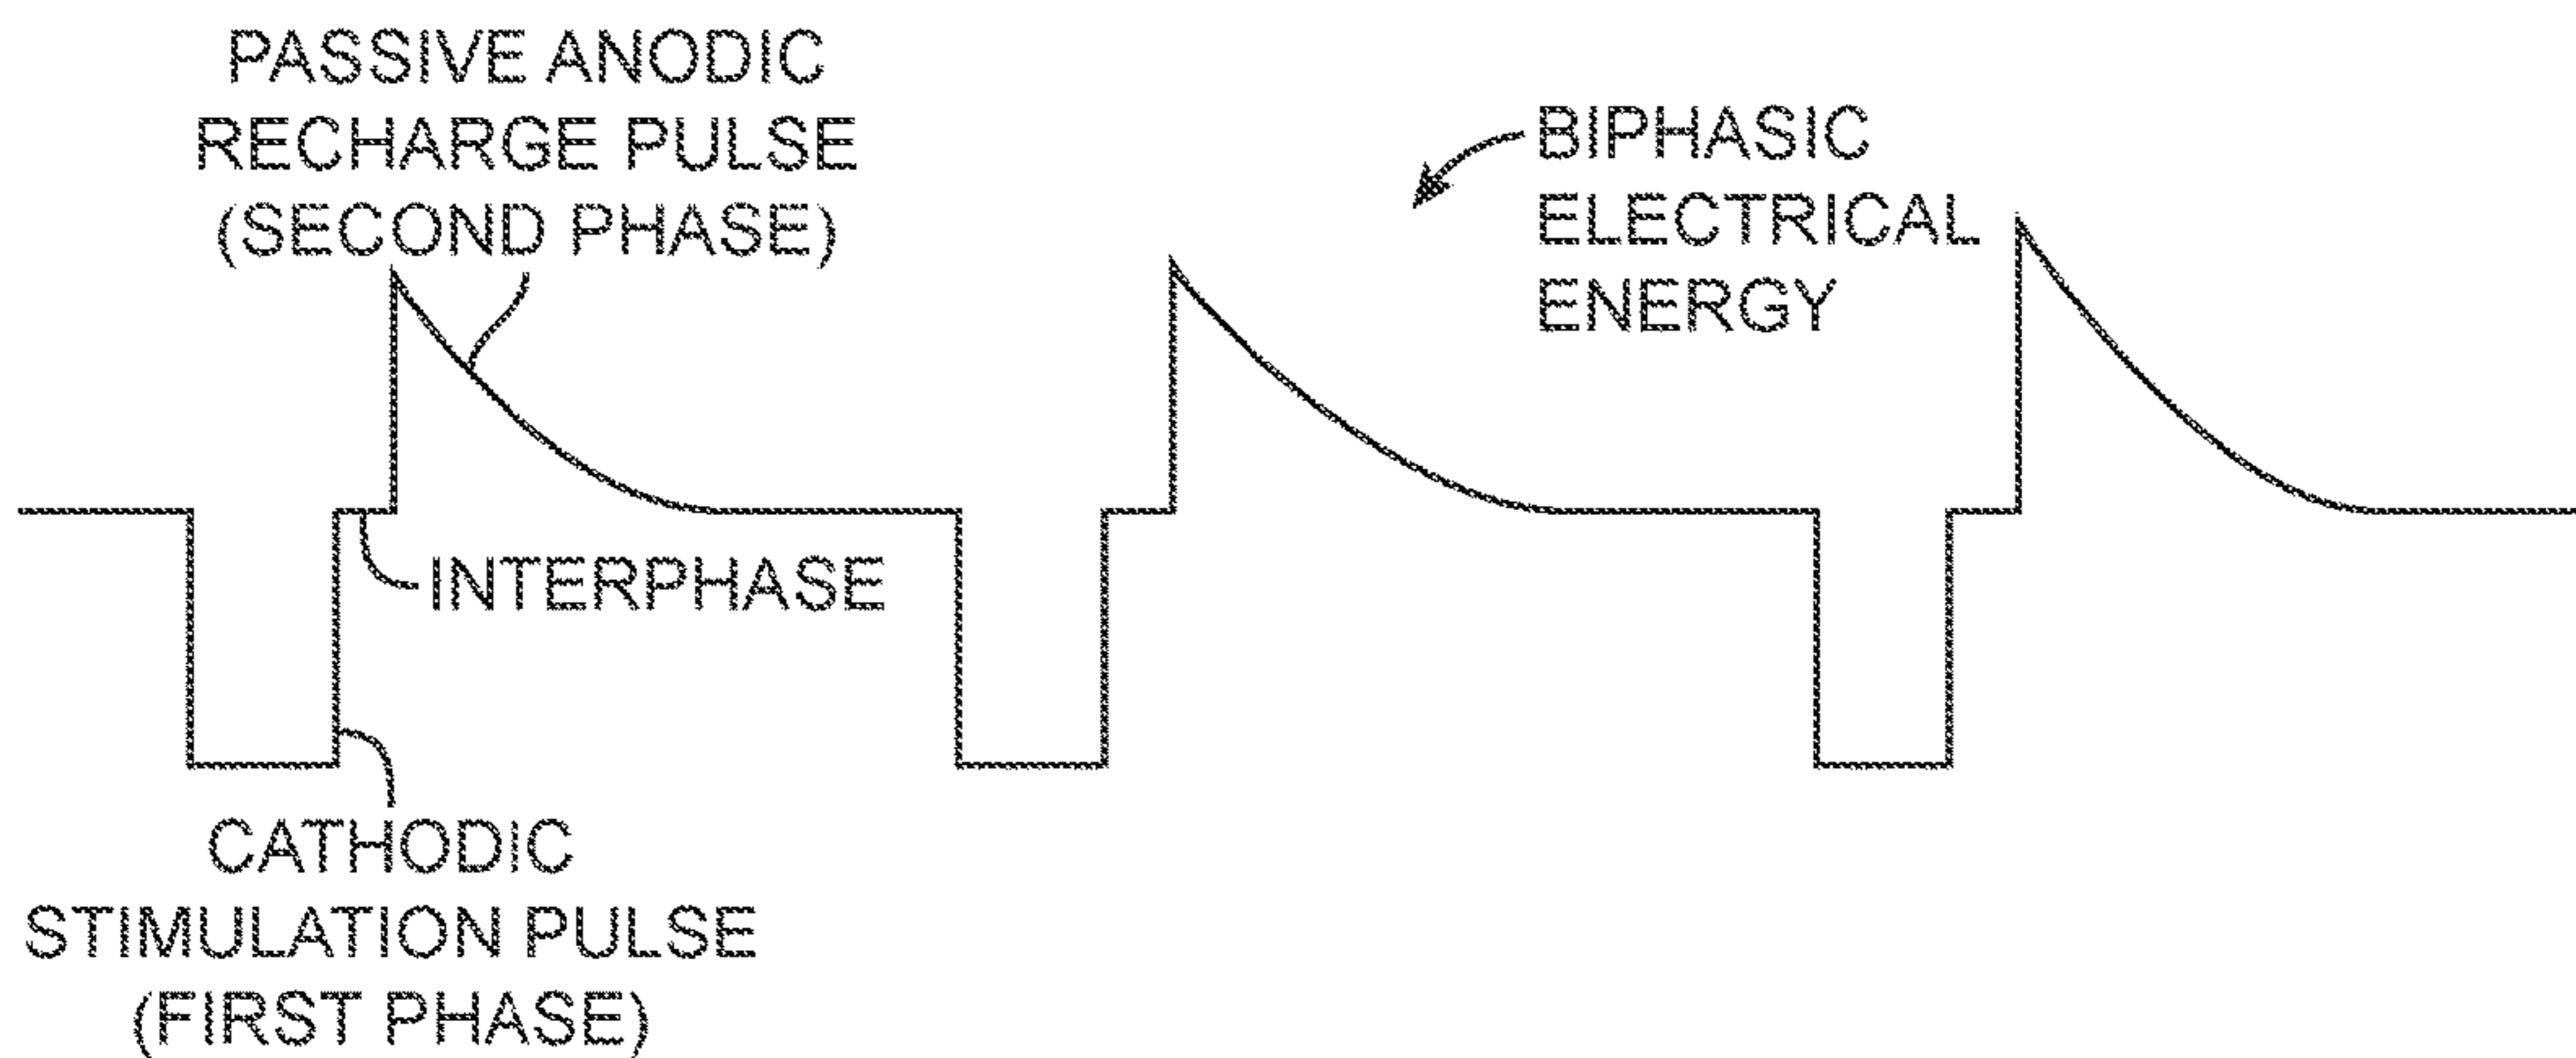 PASSIVE ANODIC
RECHARGE PULSE
(SECOND PHASE)
BIPHASIC
ELECTRICAL
ENERGY
INTERPHASE
CATHODIC
STIMULATION PULSE
(FIRST PHASE)